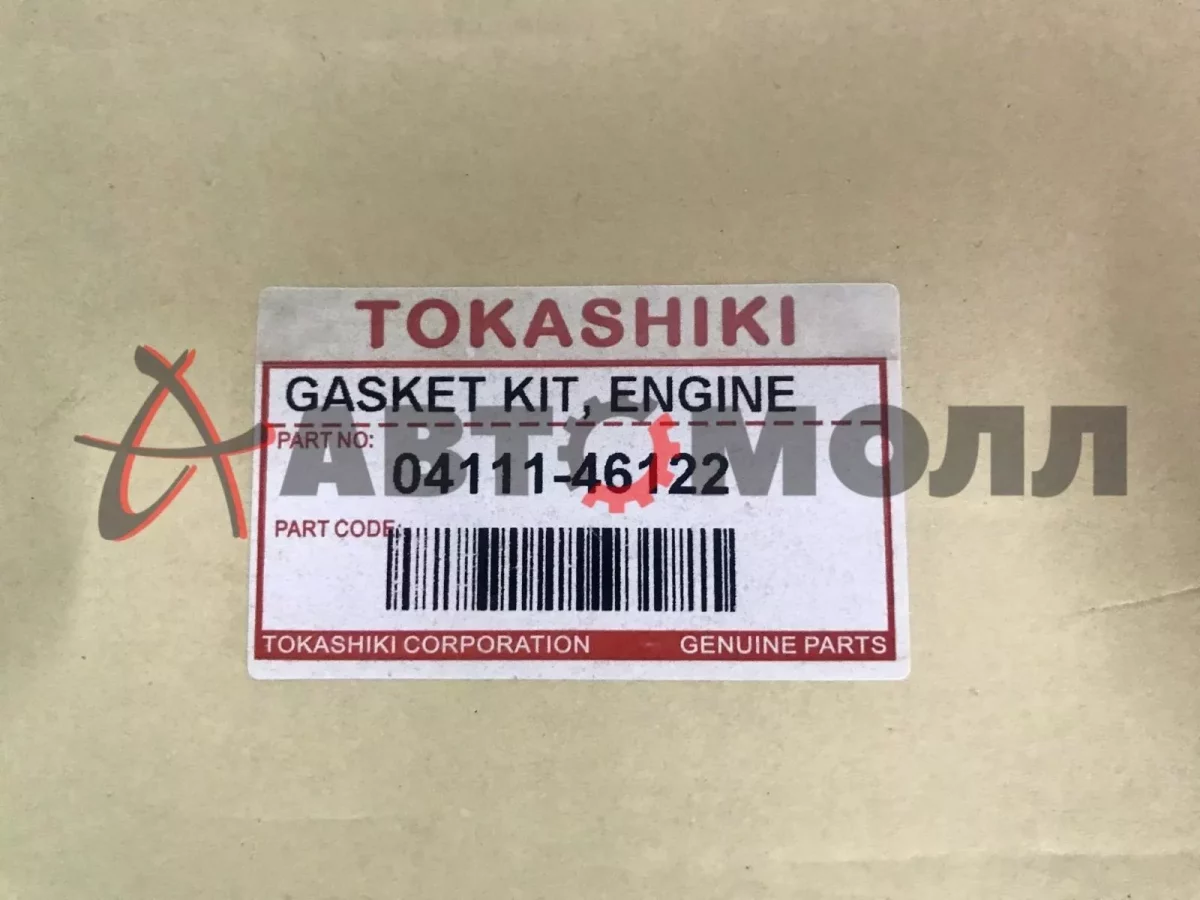 TOKASHIKI
GASKET KIT, ENGINE
PART NO:
04111-46122
АВТОМОЛЛ
PART CODE:
TOKASHIKI CORPORATION GENUINE PARTS